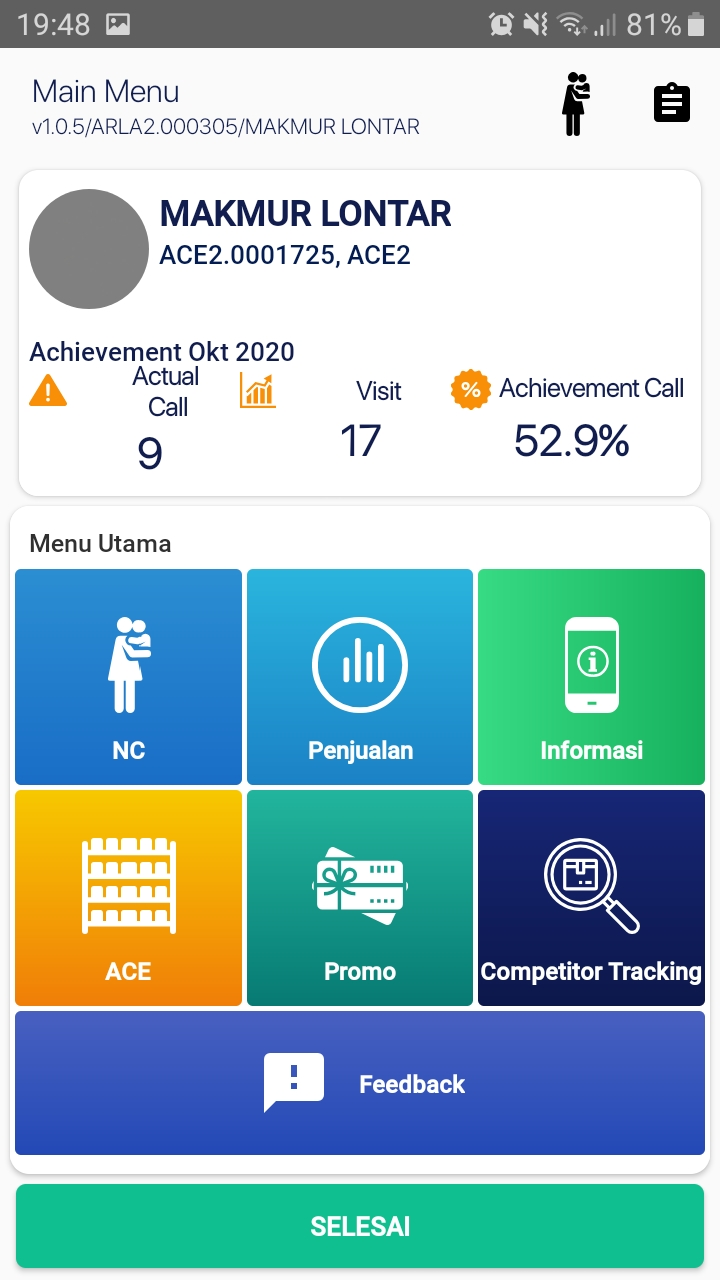 19:48
81%
Main Menu
v1.0.5/ARLA2.000305/MAKMUR LONTAR
MAKMUR LONTAR
ACE2.0001725, ACE2
Achievement Okt 2020
Actual
Call
9
Visit
17
% Achievement Call
52.9%
Menu Utama
NC
Penjualan
Informasi
ACE
Promo
Competitor Tracking
Feedback
SELESAI